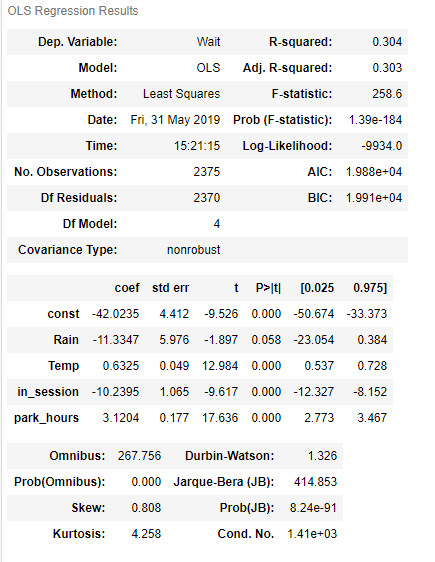 OLS Regression Results
Dep. Variable: Wait R-squared: 0.304
Model: OLS Adj. R-squared: 0.303
Method: Least Squares F-statistic: 258.6
Date: Fri, 31 May 2019 Prob (F-statistic): 1.39e-184
Time: 15:21:15 Log-Likelihood: -9934.0
No. Observations: 2375 AIC: 1.988e+04
Df Residuals: 2370 BIC: 1.991e+04
Df Model: 4
Covariance Type: nonrobust
coef std err t P>|t| [0.025 0.975]
const -42.0235 4.412 -9.526 0.000 -50.674 -33.373
Rain -11.3347 5.976 -1.897 0.058 -23.054 0.384
Temp 0.6325 0.049 12.984 0.000 0.537 0.728
in_session -10.2395 1.065 -9.617 0.000 -12.327 -8.152
park_hours 3.1204 0.177 17.636 0.000 2.773 3.467
Omnibus: 267.756 Durbin-Watson: 1.326
Prob(Omnibus): 0.000 Jarque-Bera (JB): 414.853
Skew: 0.808 Prob(JB): 8.24e-91
Kurtosis: 4.258 Cond. No. 1.41e+03